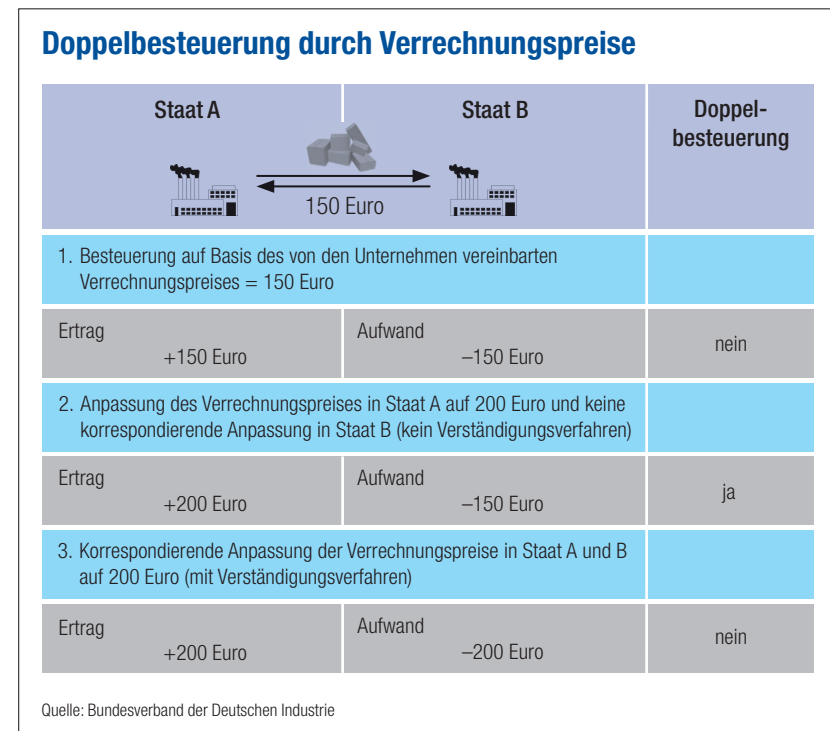 Doppelbesteuerung durch Verrechnungspreise
Staat A
Staat B
Doppel-
besteuerung
150 Euro
1. Besteuerung auf Basis des von den Unternehmen vereinbarten
Verrechnungspreises = 150 Euro
Ertrag
+150 Euro
Aufwand
–150 Euro
nein
2. Anpassung des Verrechnungspreises in Staat A auf 200 Euro und keine
korrespondierende Anpassung in Staat B (kein Verständigungsverfahren)
Ertrag
+200 Euro
Aufwand
–150 Euro
ja
3. Korrespondierende Anpassung der Verrechnungspreise in Staat A und B
auf 200 Euro (mit Verständigungsverfahren)
Ertrag
+200 Euro
Aufwand
–200 Euro
nein
Quelle: Bundesverband der Deutschen Industrie